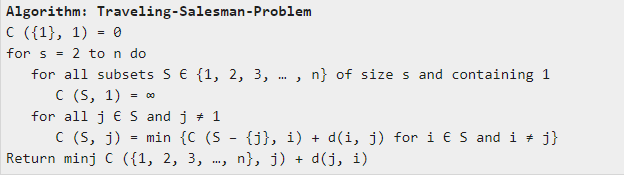 Algorithm: Traveling-Salesman-Problem
C ({1}, 1) = 0
for s = 2 to n do
   for all subsets S Є {1, 2, 3, … , n} of size s and containing 1
      C (S, 1) = ∞
   for all j Є S and j ≠ 1
      C (S, j) = min {C (S – {j}, i) + d(i, j) for i Є S and i ≠ j}
Return minj C ({1, 2, 3, …, n}, j) + d(j, i)